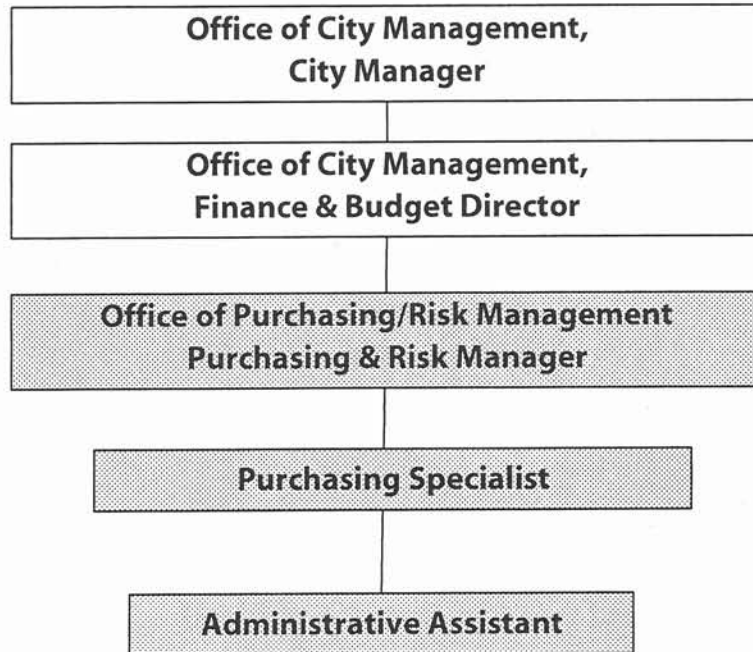 Office of City Management,
City Manager
Office of City Management,
Finance & Budget Director
Office of Purchasing/Risk Management
Purchasing & Risk Manager
Purchasing Specialist
Administrative Assistant